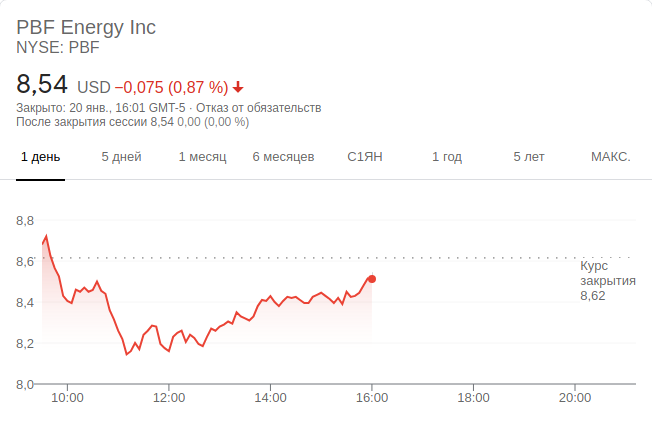 PBF Energy Inc
NYSE: PBF
8,54 USD −0,075 (0,87 %)
Закрыто: 20 янв., 16:01 GMT-5 · Отказ от обязательств
После закрытия сессии 8,54 0,00 (0,00 %)
1 день 5 дней 1 месяц 6 месяцев С1ЯН 1 год 5 лет МАКС.
8,8
8,6
Курс
закрытия
8,62
8,4
8,2
8,0
10:00 12:00 14:00 16:00 18:00 20:00